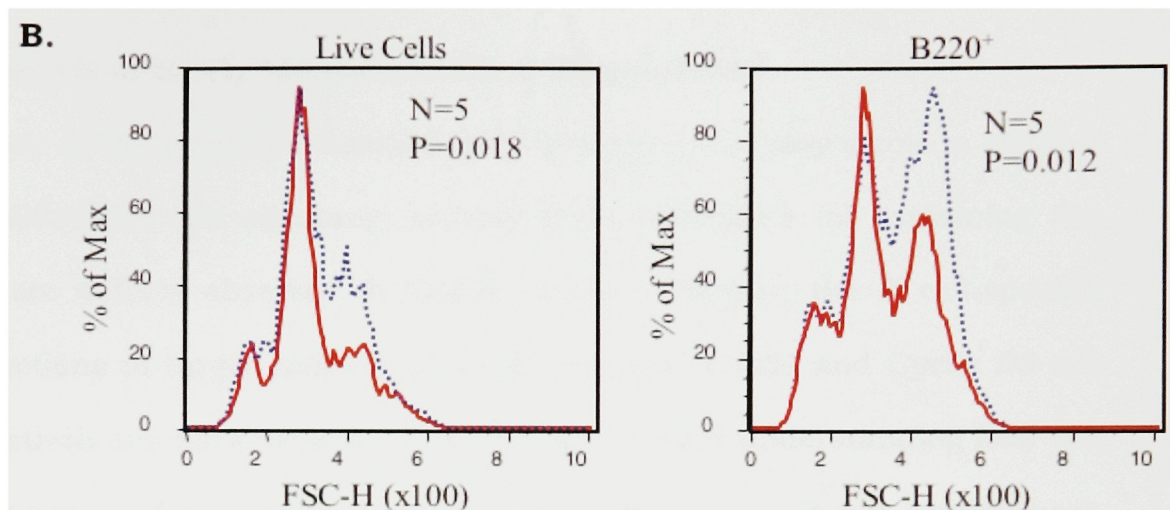 B.
Live Cells
N=5
P=0.018
100
80
60
40
20
0
% of Max
0 2 4 6 8 10
FSC-H (x100)
B220⁺
N=5
P=0.012
100
80
60
40
20
0
% of Max
0 2 4 6 8 10
FSC-H (x100)